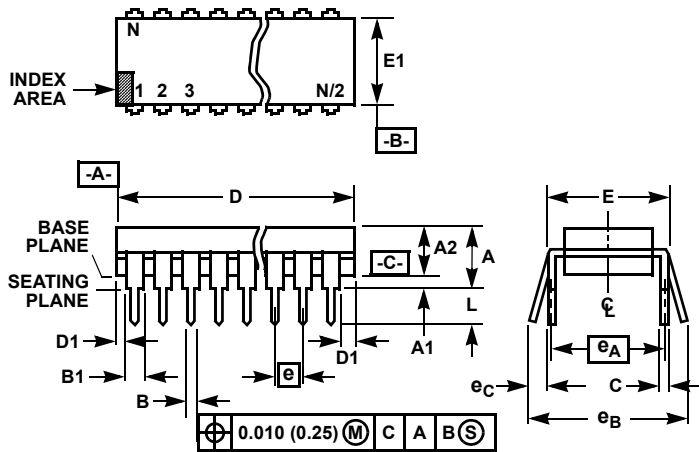 N
E1
INDEX
AREA
1 2 3 N/2
-B-
-A-
D
E
BASE
PLANE
A2
A
-C-
SEATING
PLANE
L
C
L
D1
A1
D1
e
eA
B1
eC
C
B
eB
0.010 (0.25) M C A B S